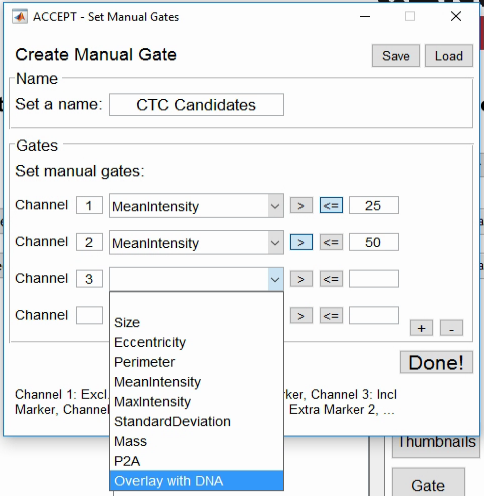 ACCEPT - Set Manual Gates
Create Manual Gate
Save
Load
Name
Set a name:
CTC Candidates
Gates
Set manual gates:
Channel 1 MeanIntensity > <= 25
Channel 2 MeanIntensity > <= 50
Channel 3 > <=
Channel > <=
Size
Eccentricity
Perimeter
MeanIntensity
MaxIntensity
StandardDeviation
Mass
P2A
Overlay with DNA
+ -
Done!
Channel 1: Excl. rker, Channel 3: Incl
Marker, Channel Extra Marker 2, ...
Thumbnails
Gate